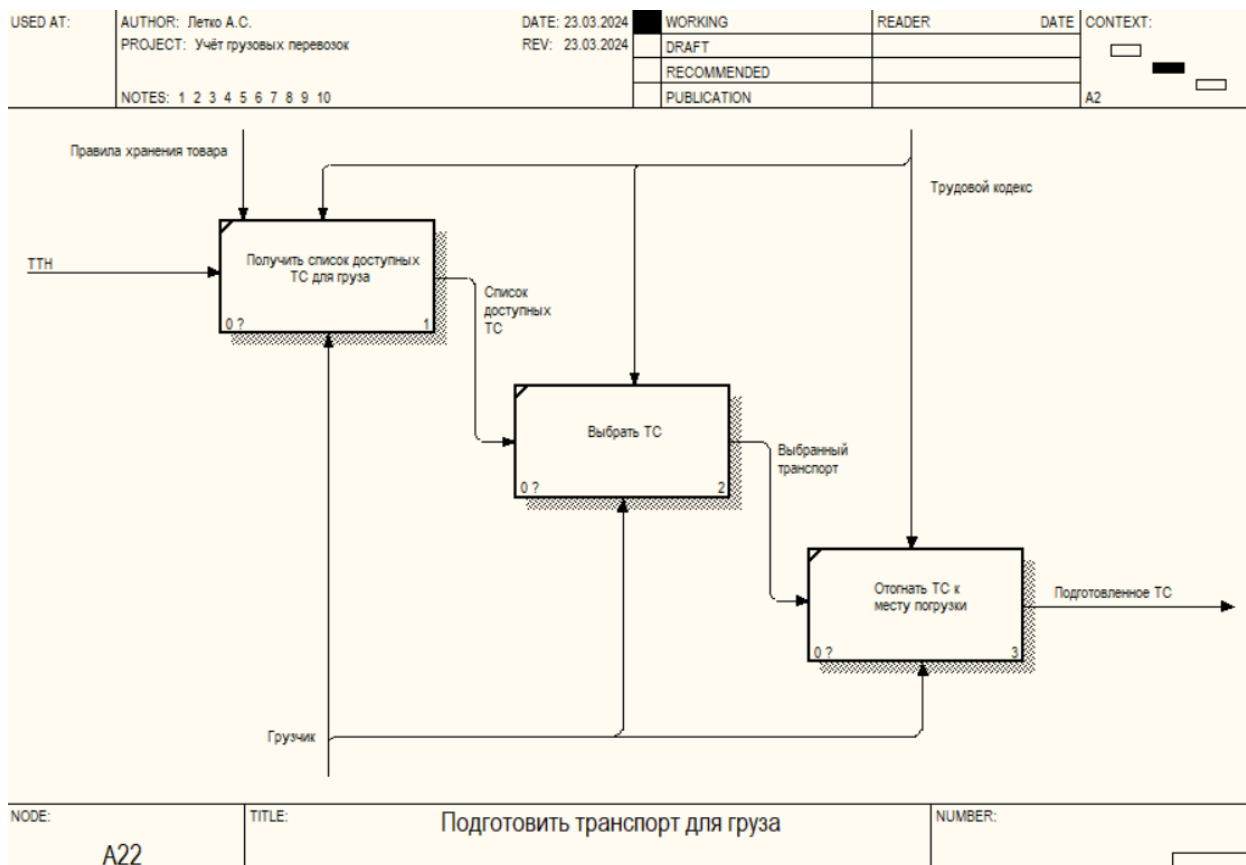 USED AT:
AUTHOR: Летко А.С.
DATE: 23.03.2024
WORKING
READER
DATE
CONTEXT:
PROJECT: Учёт грузовых перевозок
REV: 23.03.2024
DRAFT
RECOMMENDED
NOTES: 1 2 3 4 5 6 7 8 9 10
PUBLICATION
A2
Правила хранения товара
Трудовой кодекс
ТТН
Получить список доступных
ТС для груза
0 ?
1
Список
доступных
ТС
Выбрать ТС
0 ?
2
Выбранный
транспорт
Отогнать ТС к
месту погрузки
0 ?
3
Подготовленное ТС
Грузчик
NODE:
A22
TITLE:
Подготовить транспорт для груза
NUMBER: